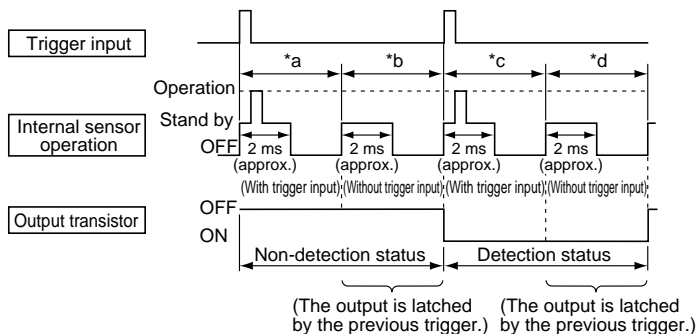 Trigger input
*a *b *c *d
Operation
Stand by
Internal sensor
operation
OFF
2 ms 2 ms 2 ms 2 ms
(approx.) (approx.) (approx.) (approx.)
(With trigger input) (Without trigger input) (With trigger input) (Without trigger input)
OFF
Output transistor
ON
Non-detection status Detection status
(The output is latched (The output is latched
by the previous trigger.) by the previous trigger.)